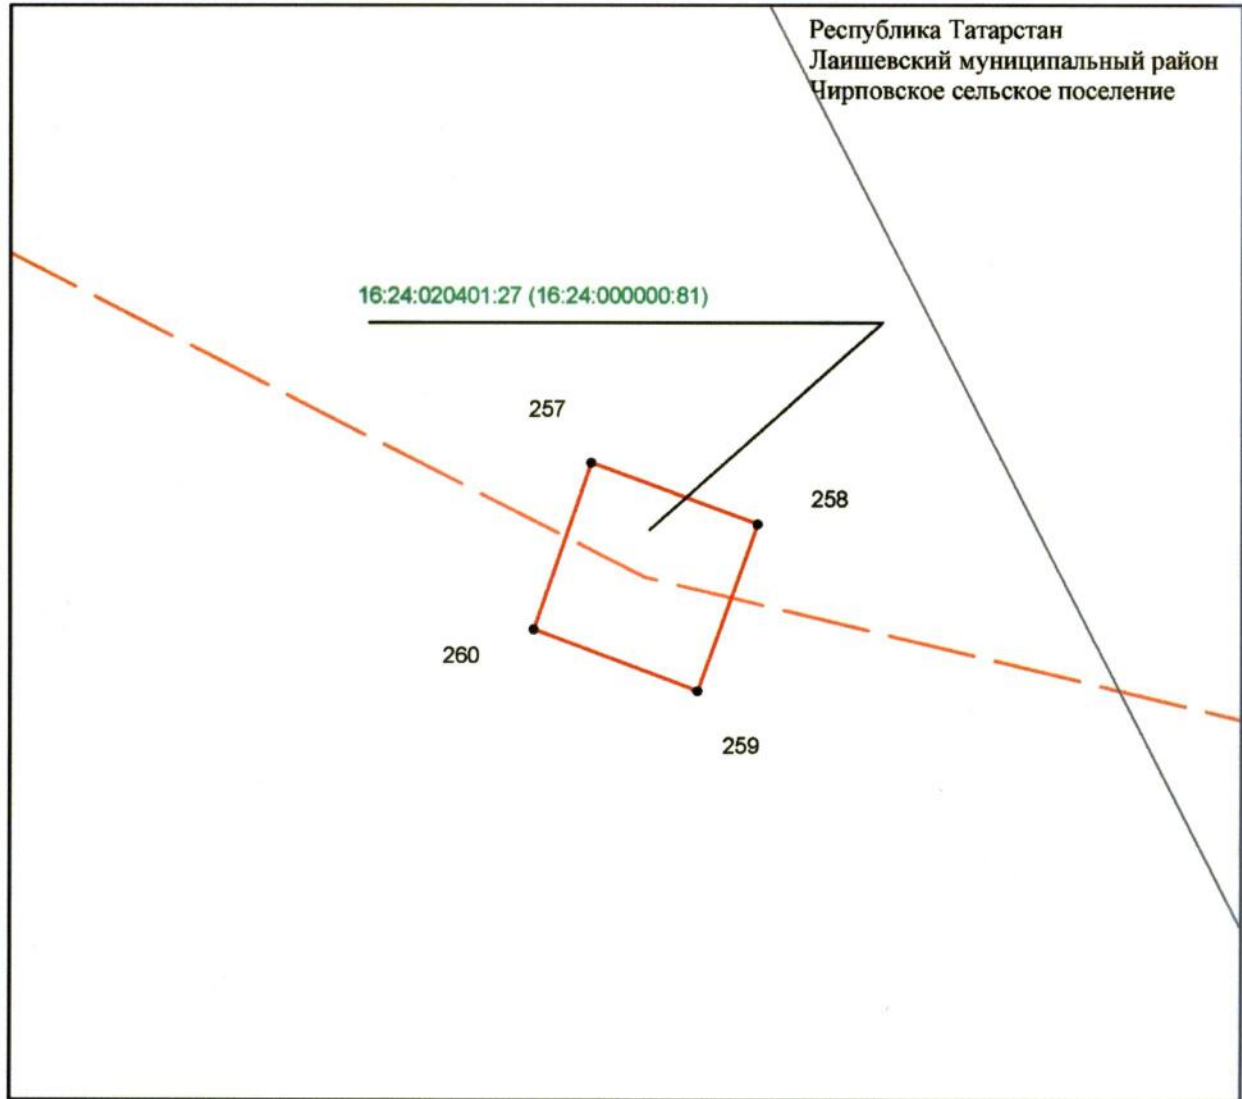 Республика Татарстан
Лаишевский муниципальный район
Чирповское сельское поселение
16:24:020401:27 (16:24:000000:81)
257
258
260
259